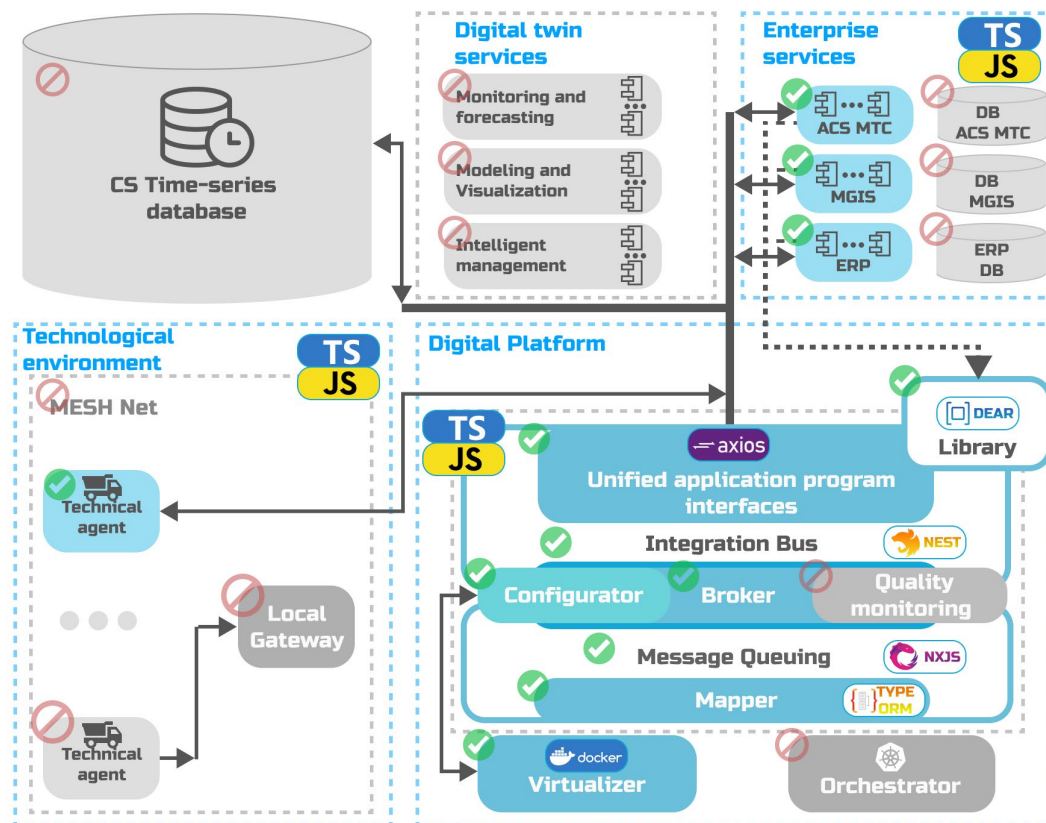 CS Time-series
database
Digital twin
services
Monitoring and
forecasting
Modeling and
Visualization
Intelligent
management
Enterprise
services
TS
JS
ACS MTC
DB
ACS MTC
MGIS
DB
MGIS
ERP
ERP
DB
Technological
environment
TS
JS
MESH Net
Technical
agent
Local
Gateway
Technical
agent
Digital Platform
TS
JS
DEAR
Library
axios
Unified application program
interfaces
Integration Bus
NEST
Configurator
Broker
Quality
monitoring
Message Queuing
NXJS
Mapper
TYPE
ORM
docker
Virtualizer
Orchestrator